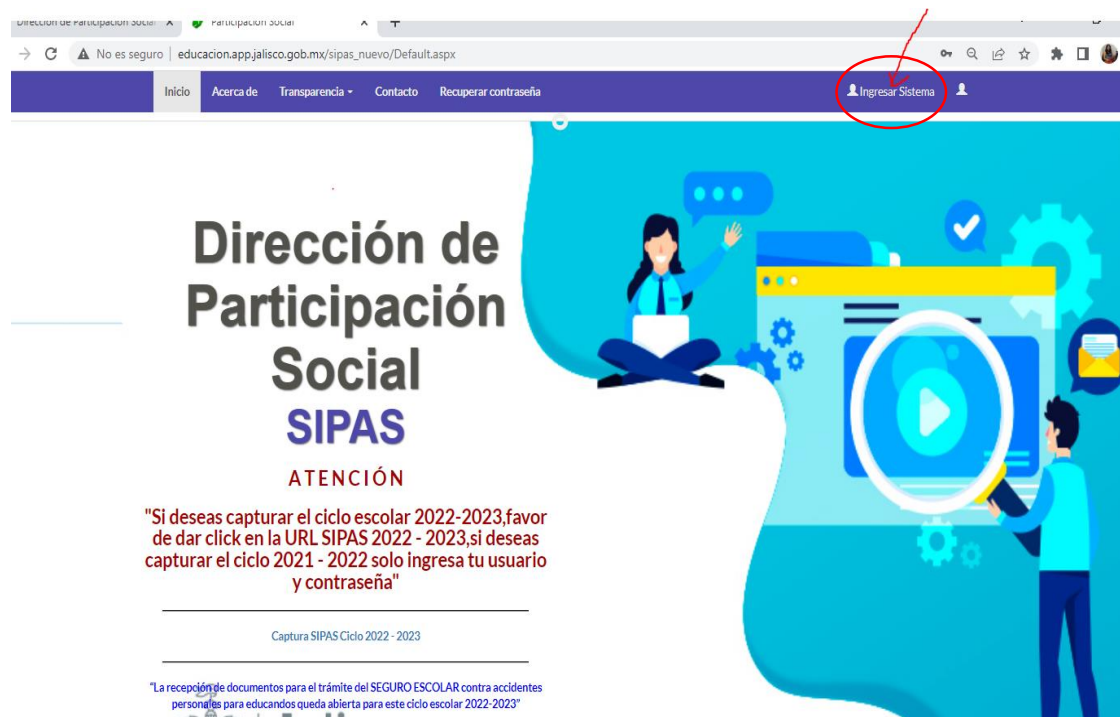 Dirección de Participación Social
Participación Social
No es seguro | educacion.app.jalisco.gob.mx/sipas_nuevo/Default.aspx
Inicio Acerca de Transparencia Contacto Recuperar contraseña Ingresar Sistema
Dirección de
Participación
Social
SIPAS
ATENCIÓN
"Si deseas capturar el ciclo escolar 2022-2023,favor
de dar click en la URL SIPAS 2022 - 2023,si deseas
capturar el ciclo 2021 - 2022 solo ingresa tu usuario
y contraseña"
Captura SIPAS Ciclo 2022 - 2023
"La recepción de documentos para el trámite del SEGURO ESCOLAR contra accidentes
personales para educandos queda abierta para este ciclo escolar 2022-2023"